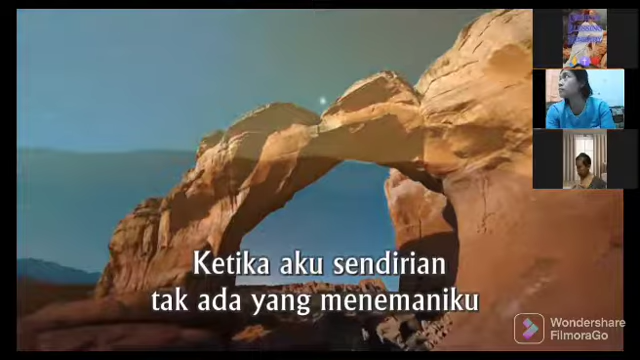 Ketika aku sendirian
tak ada yang menemaniku
Wondershare
FilmoraGo